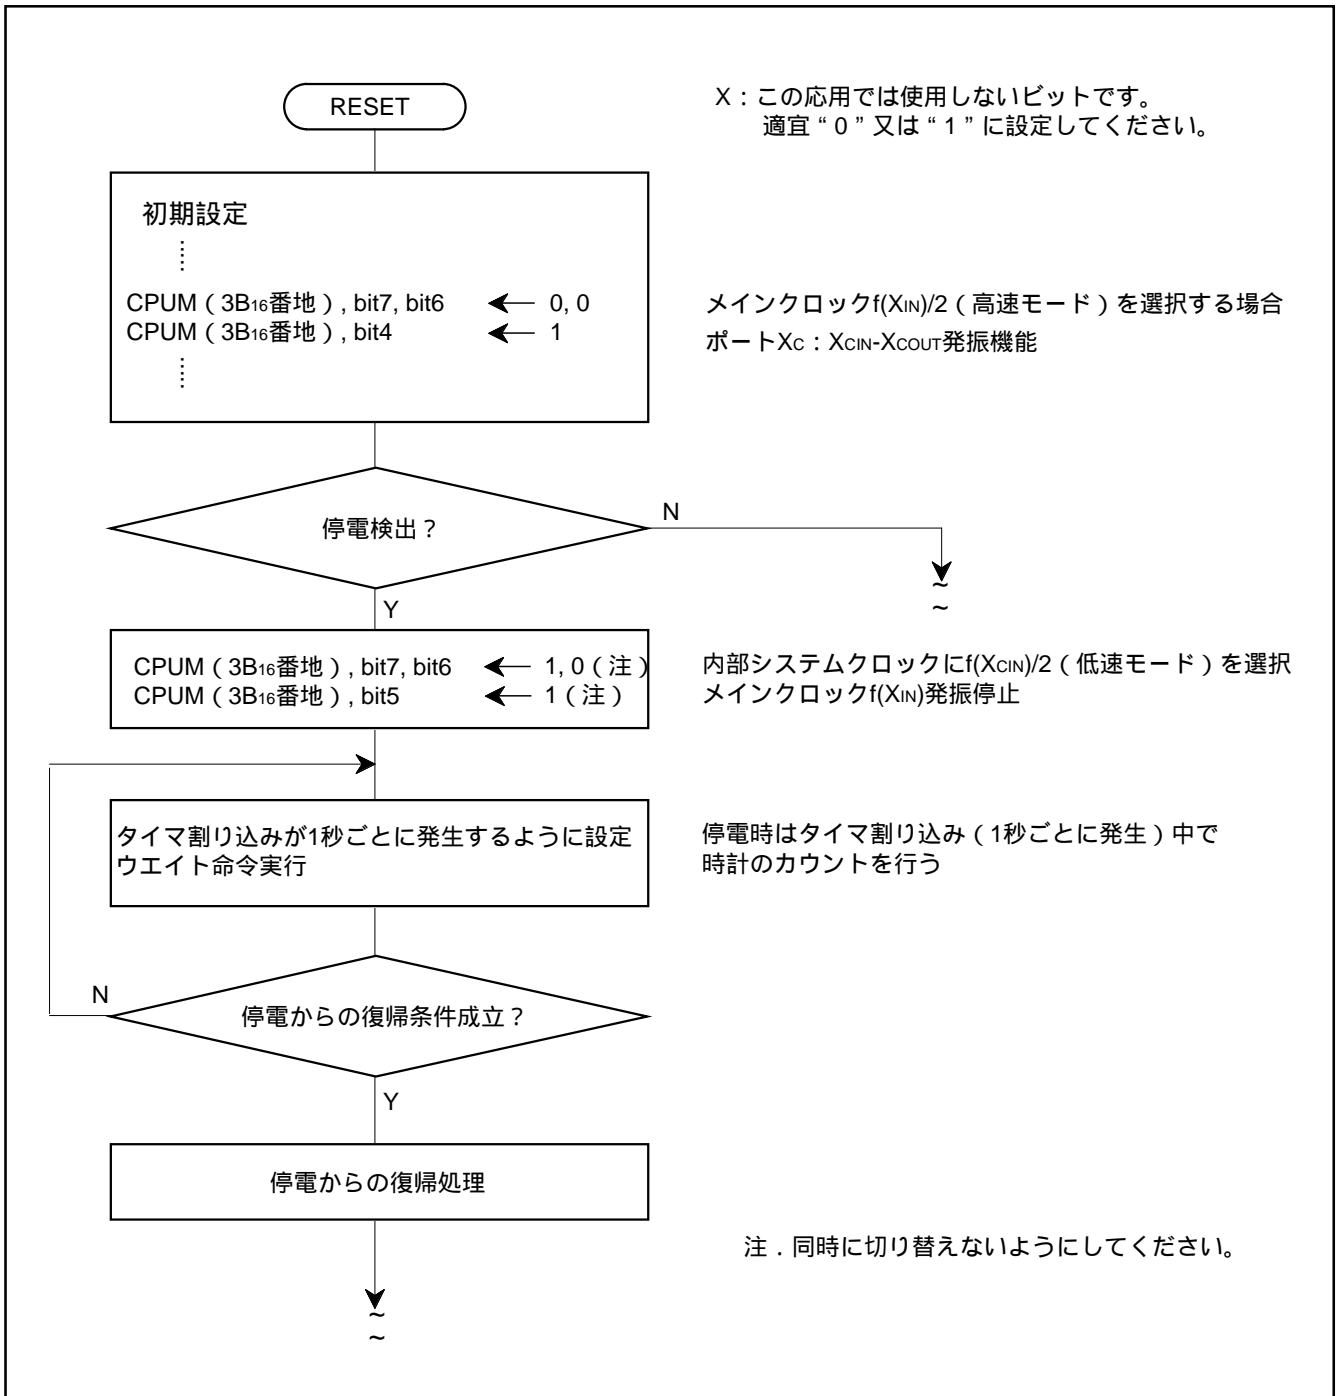 RESET
X：この応用では使用しないビットです。
適宜“0”又は“1”に設定してください。
初期設定
CPUM（3B16番地）, bit7, bit6 ← 0, 0
メインクロックf(XIN)/2（高速モード）を選択する場合
CPUM（3B16番地）, bit4 ← 1
ポートXC：XCIN-XCOUT発振機能
停電検出？
N
Y
CPUM（3B16番地）, bit7, bit6 ← 1, 0（注）
内部システムクロックにf(XCIN)/2（低速モード）を選択
CPUM（3B16番地）, bit5 ← 1（注）
メインクロックf(XIN)発振停止
タイマ割り込みが1秒ごとに発生するように設定
ウエイト命令実行
停電時はタイマ割り込み（1秒ごとに発生）中で
時計のカウントを行う
N
停電からの復帰条件成立？
Y
停電からの復帰処理
注．同時に切り替えないようにしてください。
~
~
~
~